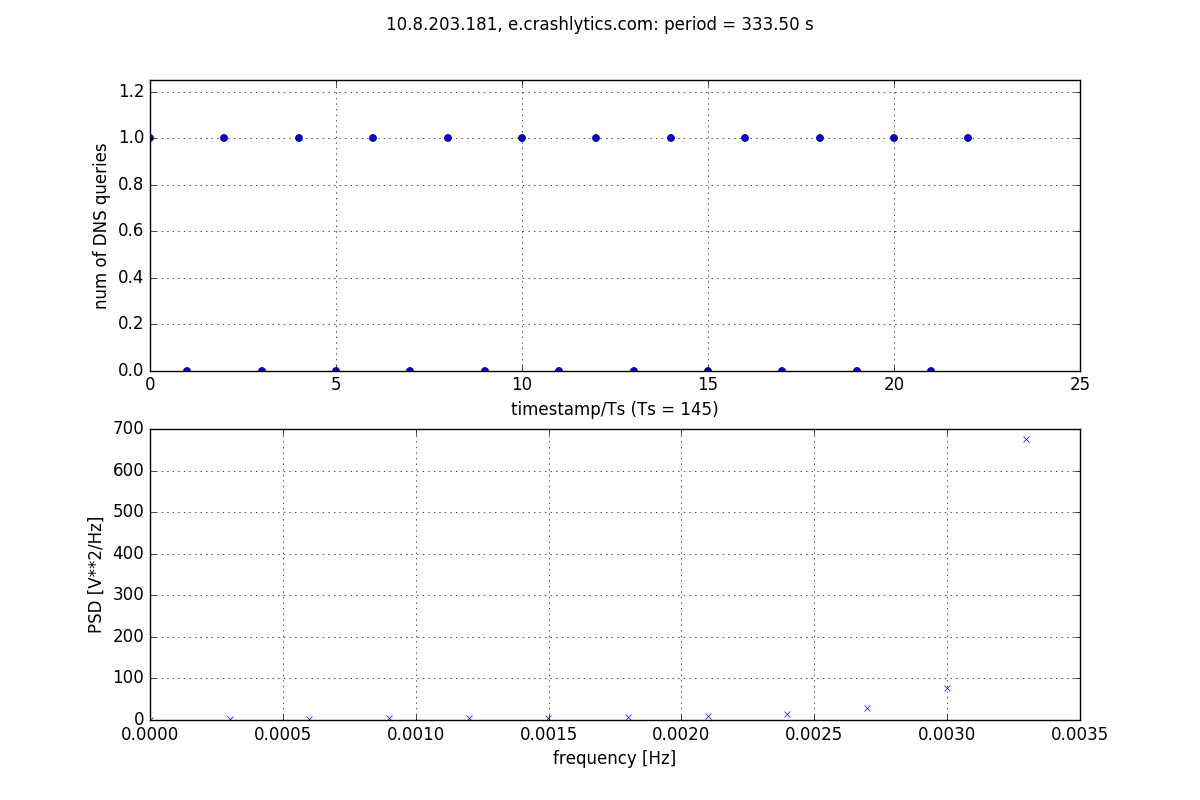 10.8.203.181, e.crashlytics.com: period = 333.50 s
1.2
1.0
0.8
0.6
0.4
0.2
0.0
num of DNS queries
0 5 10 15 20 25
timestamp/Ts (Ts = 145)
700
600
500
400
300
200
100
0
PSD [V**2/Hz]
0.0000 0.0005 0.0010 0.0015 0.0020 0.0025 0.0030 0.0035
frequency [Hz]